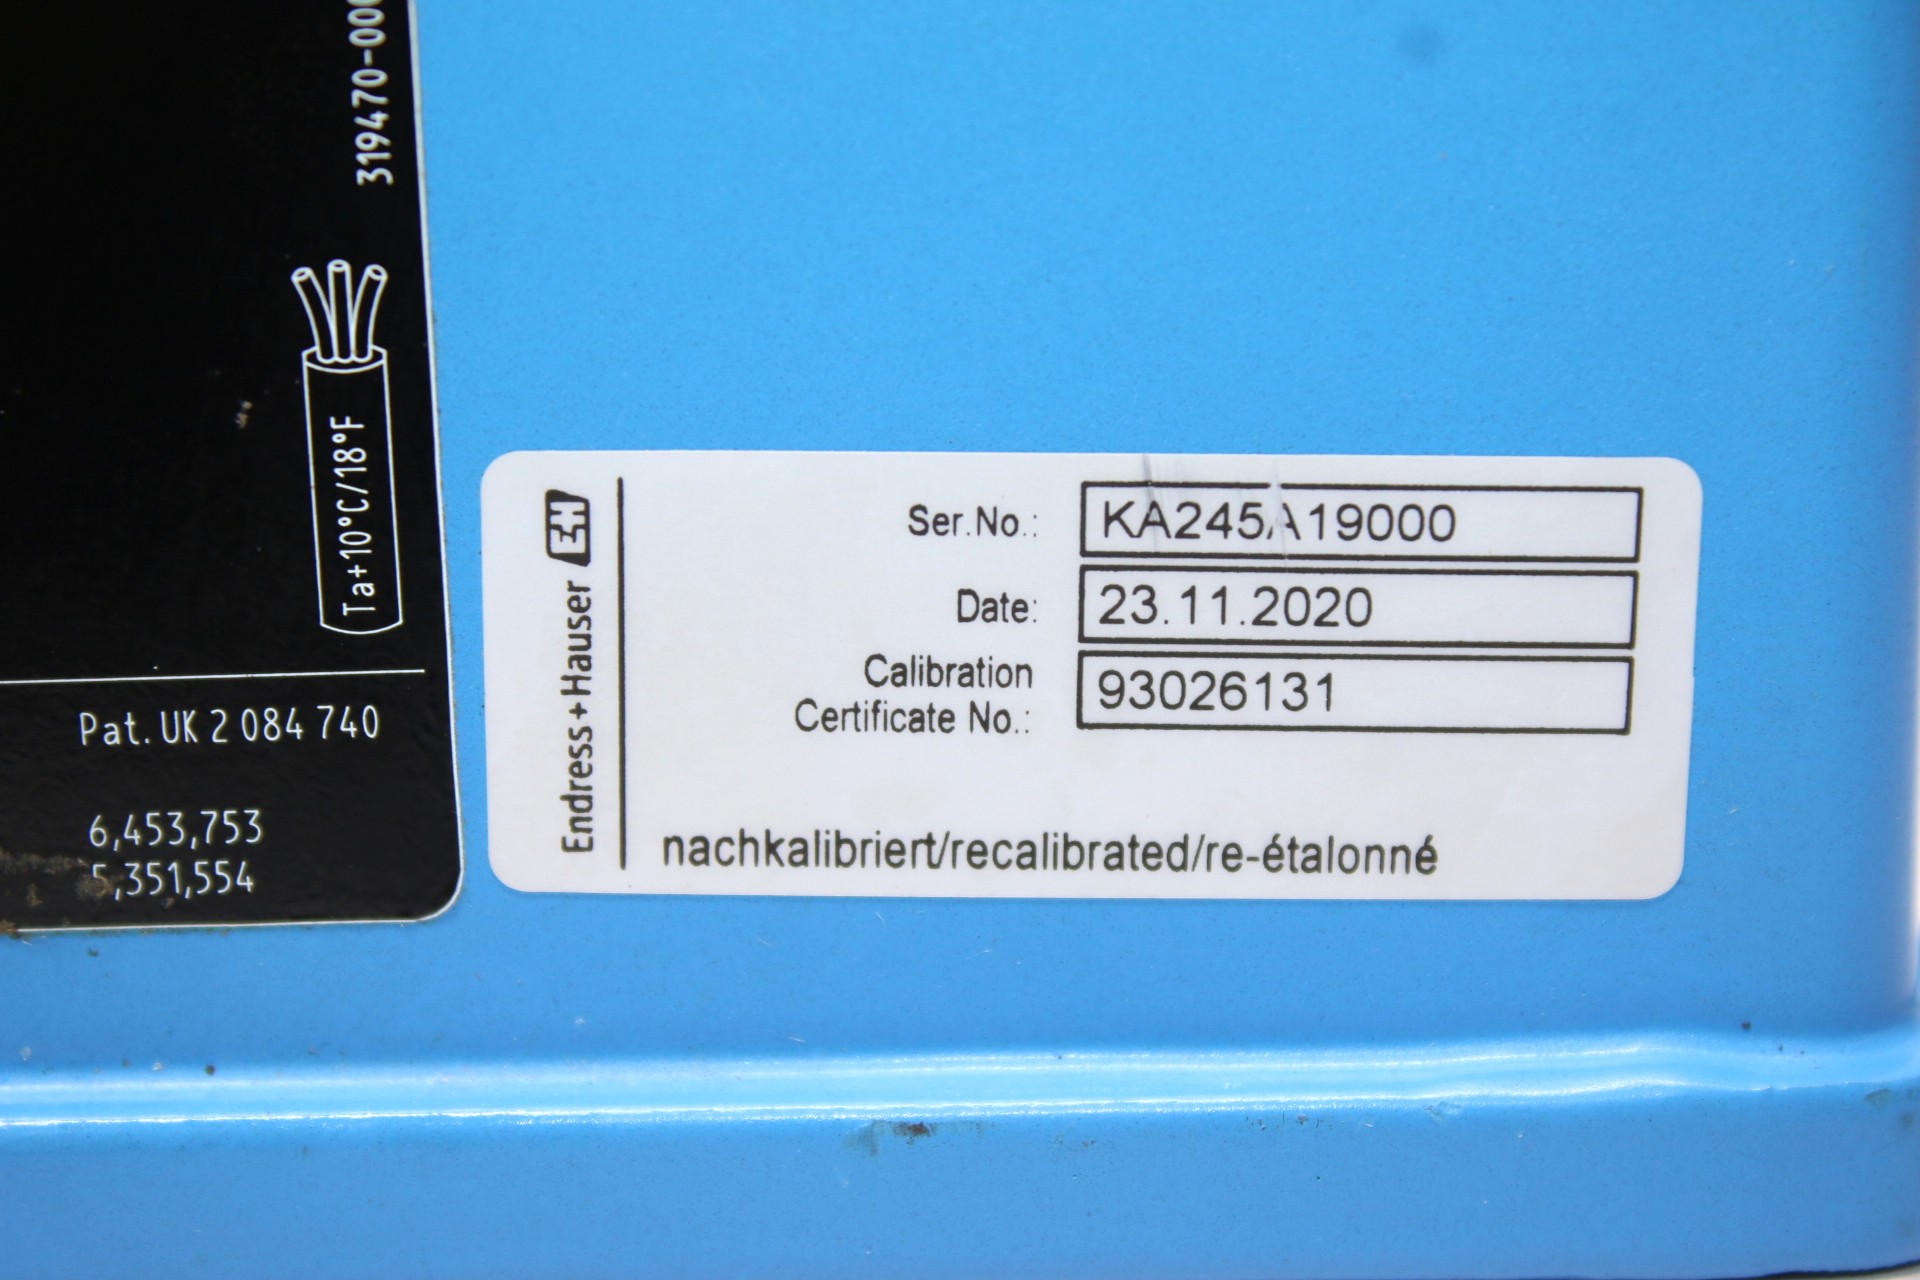 319470-000
Ta+10°C/18°F
Pat. UK 2 084 740
6,453,753
5,351,554
EH
Endress+Hauser
Ser.No.: KA245A19000
Date: 23.11.2020
Calibration
Certificate No.: 93026131
nachkalibriert/recalibrated/re-étalonné